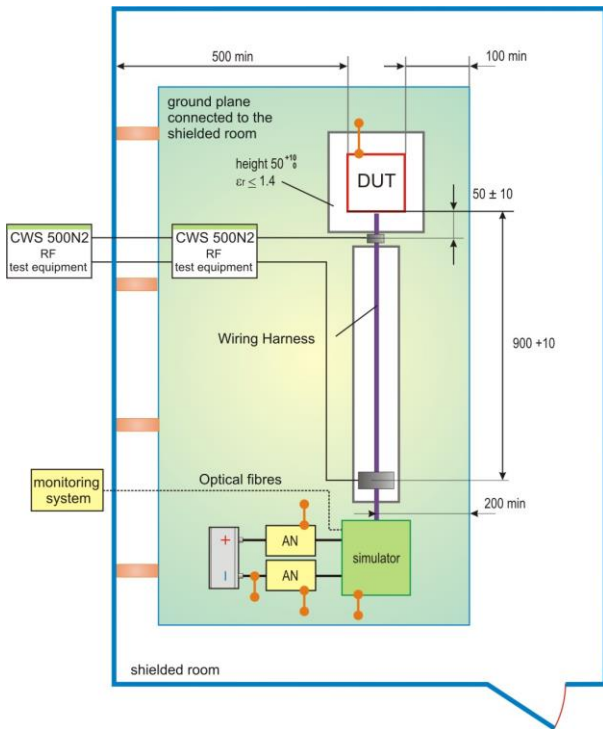 500 min
100 min
ground plane
connected to the
shielded room
height 50 +10 0
εr ≤ 1.4
DUT
50 ± 10
CWS 500N2
RF
test equipment
CWS 500N2
RF
test equipment
Wiring Harness
900 +10
monitoring
system
Optical fibres
200 min
+
AN
simulator
I
AN
shielded room